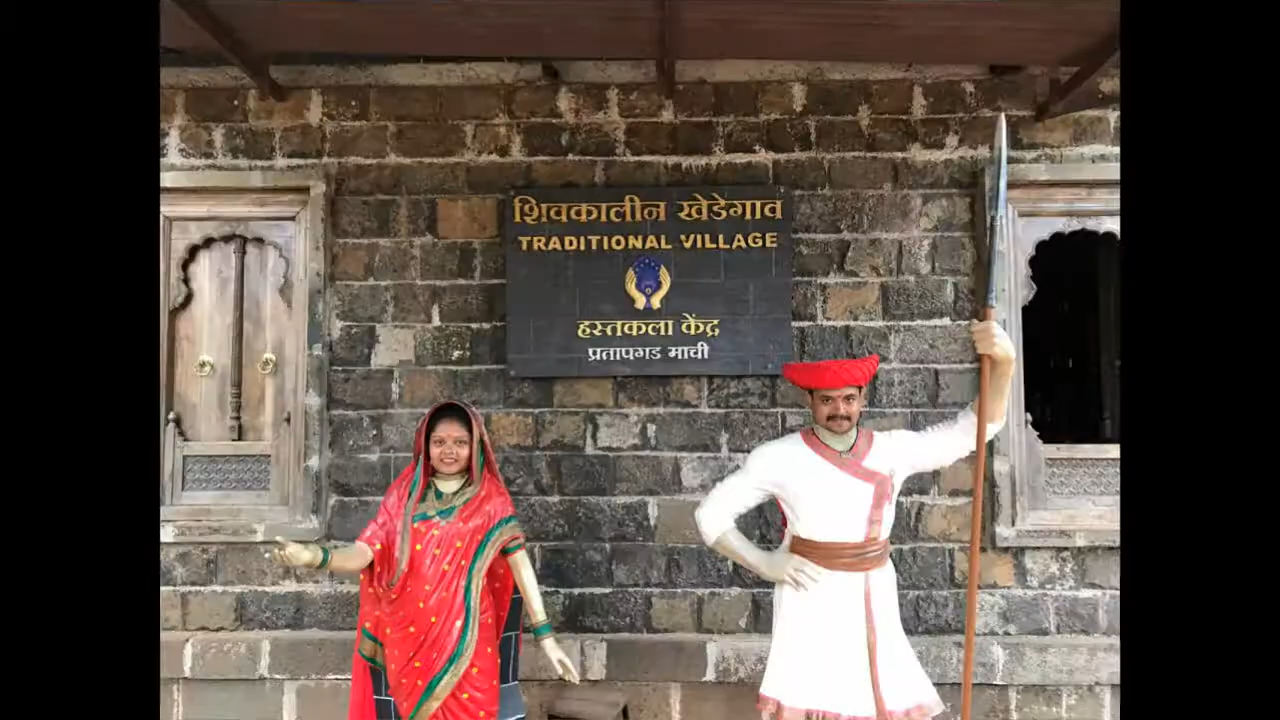 शिवकालीन खेडेगाव
TRADITIONAL VILLAGE
हस्तकला केंद्र
प्रतापगड माची